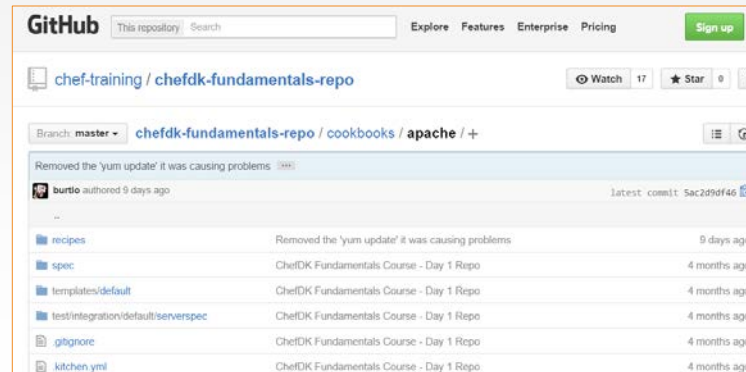 GitHub This repository Search Explore Features Enterprise Pricing Sign up
chef-training / chefdk-fundamentals-repo Watch 17 Star 0
Branch: master chefdk-fundamentals-repo / cookbooks / apache / +
Removed the 'yum update' it was causing problems
burtlo authored 9 days ago latest commit 5ac2d9df46
..
recipes Removed the 'yum update' it was causing problems 9 days ago
spec ChefDK Fundamentals Course - Day 1 Repo 4 months ago
templates/default ChefDK Fundamentals Course - Day 1 Repo 4 months ago
test/integration/default/serverspec ChefDK Fundamentals Course - Day 1 Repo 4 months ago
.gitignore ChefDK Fundamentals Course - Day 1 Repo 4 months ago
.kitchen.yml ChefDK Fundamentals Course - Day 1 Repo 4 months ago